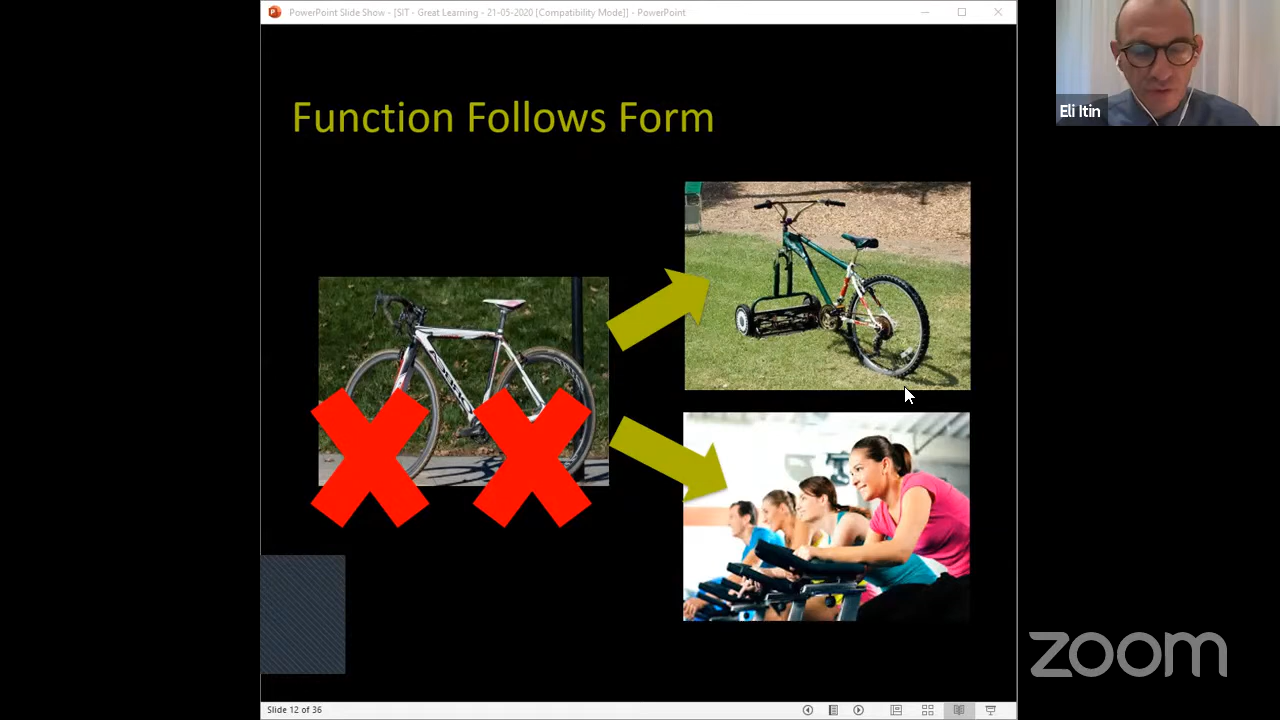 PowerPoint Slide Show - [SIT - Great Learning - 21-05-2020 [Compatibility Mode]] - PowerPoint
Eli Itin
Function Follows Form
zoom
Slide 12 of 36